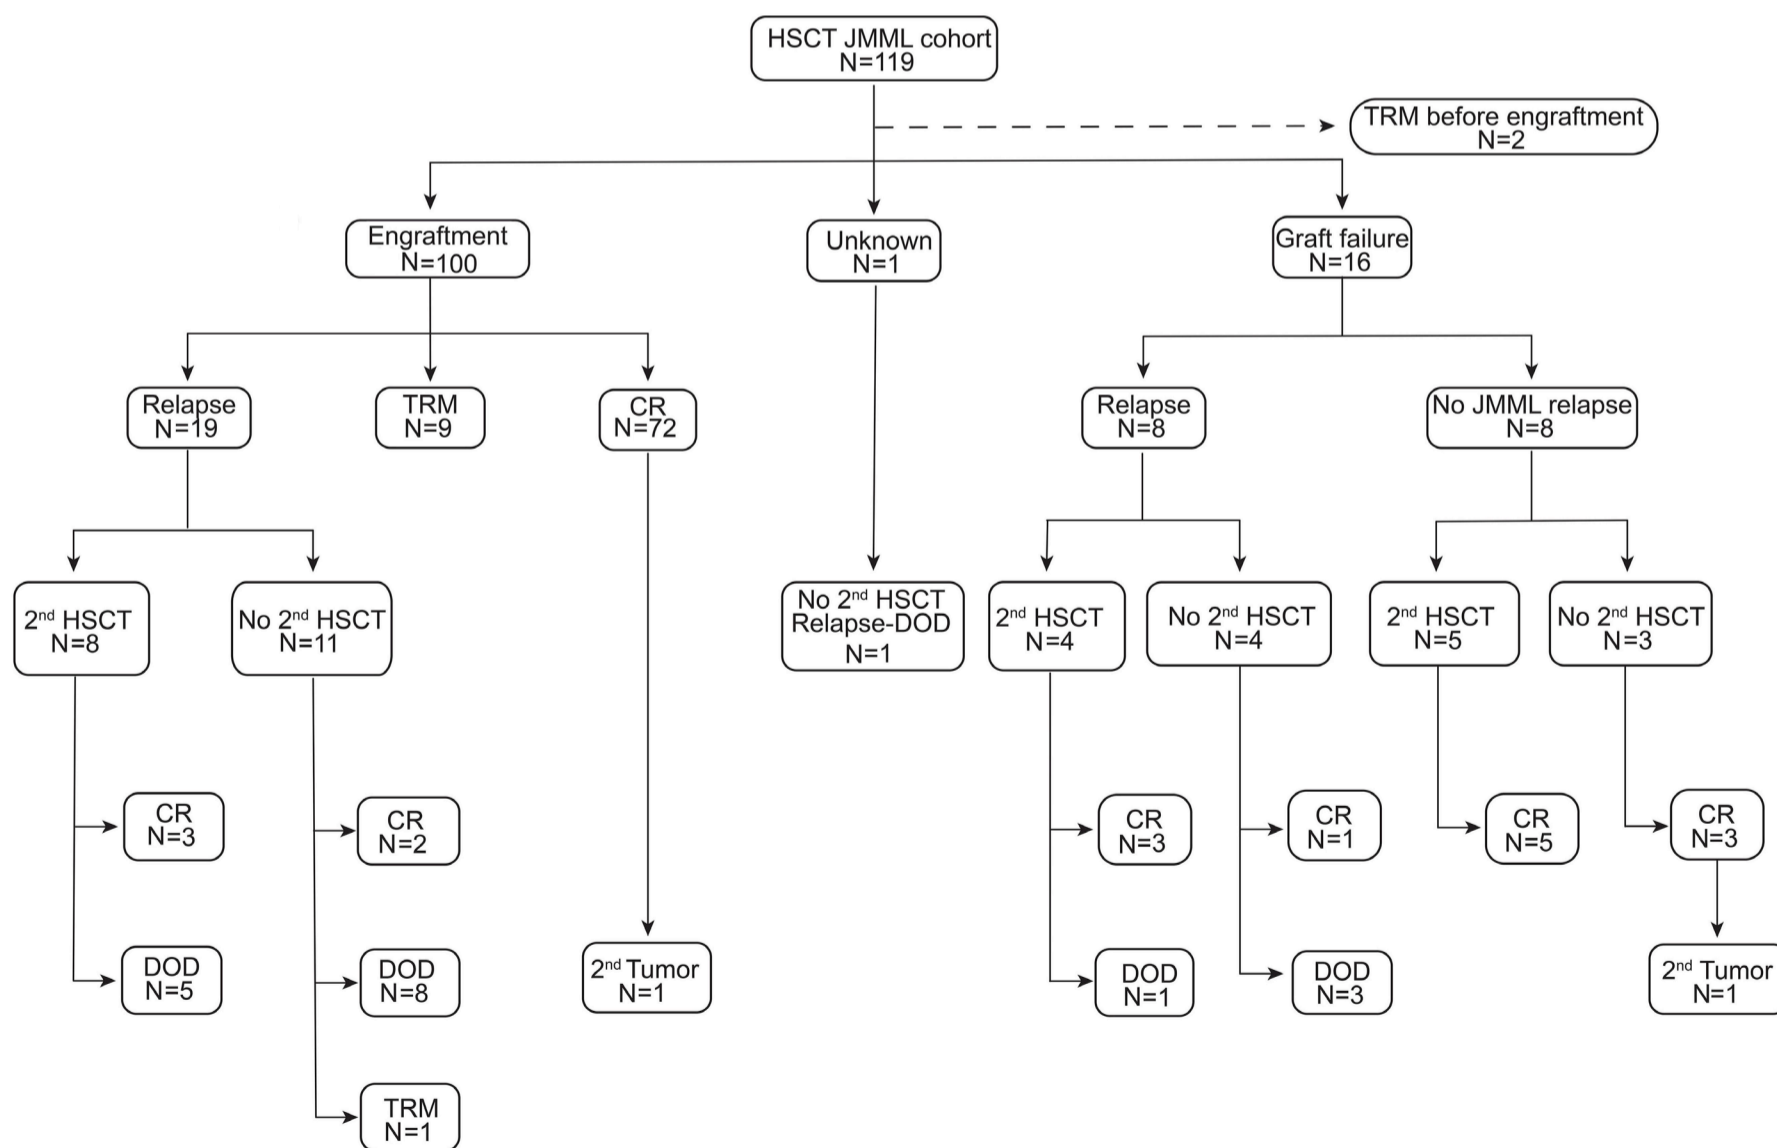 HSCT JMML cohort
N=119
TRM before engraftment
N=2
Engraftment
N=100
Unknown
N=1
Graft failure
N=16
Relapse
N=19
TRM
N=9
CR
N=72
Relapse
N=8
No JMML relapse
N=8
2nd HSCT
N=8
No 2nd HSCT
N=11
No 2nd HSCT
Relapse-DOD
N=1
2nd HSCT
N=4
No 2nd HSCT
N=4
2nd HSCT
N=5
No 2nd HSCT
N=3
CR
N=3
CR
N=2
CR
N=3
CR
N=1
CR
N=5
CR
N=3
DOD
N=5
DOD
N=8
2nd Tumor
N=1
DOD
N=1
DOD
N=3
2nd Tumor
N=1
TRM
N=1